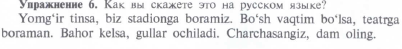 Упражнение 6. Как вы скажете это на русском языке?
Yomg‘ir tinsa, biz stadionga boramiz. Bo‘sh vaqtim bo‘lsa, teatrga
boraman. Bahor kelsa, gullar ochiladi. Charchasangiz, dam oling.